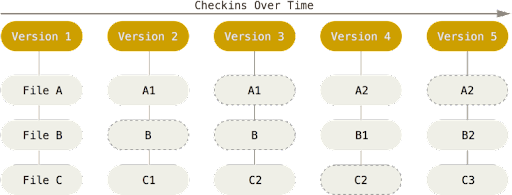 Checkins Over Time
Version 1 Version 2 Version 3 Version 4 Version 5
File A A1 A1 A2 A2
File B B B B1 B2
File C C1 C2 C2 C3